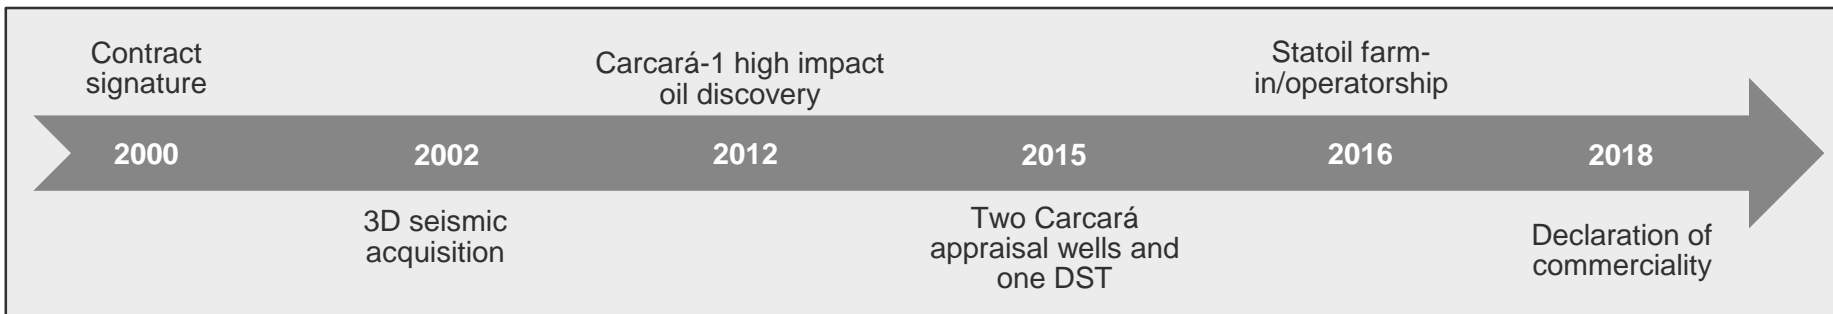 Contract
signature
Carcará-1 high impact
oil discovery
Statoil farm-
in/operatorship
2000
2002
2012
2015
2016
2018
3D seismic
acquisition
Two Carcará
appraisal wells and
one DST
Declaration of
commerciality